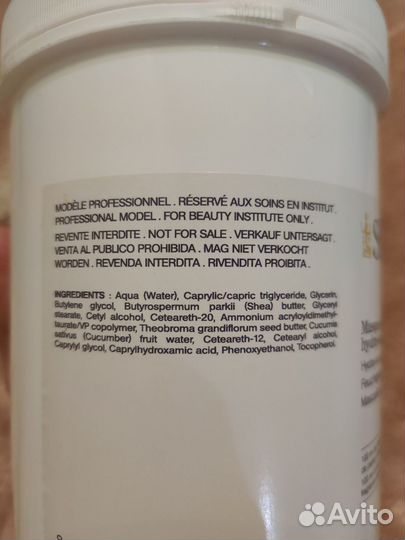 MODÈLE PROFESSIONNEL . RÉSERVÉ AUX SOINS EN INSTITUT .
PROFESSIONAL MODEL . FOR BEAUTY INSTITUTE ONLY .
REVENTE INTERDITE . NOT FOR SALE . VERKAUF UNTERSAGT .
VENTA AL PUBLICO PROHIBIDA . MAG NIET VERKOCHT
WORDEN . REVENDA INTERDITA . RIVENDITA PROIBITA .
INGREDIENTS : Aqua (Water), Caprylic/capric triglyceride, Glycerin,
Butylene glycol, Butyrospermum parkii (Shea) butter, Glyceryl
stearate, Cetyl alcohol, Ceteareth-20, Ammonium acryloyldimethyl-
taurate/VP copolymer, Theobroma grandiflorum seed butter, Cucumis
sativus (Cucumber) fruit water, Ceteareth-12, Cetearyl alcohol,
Caprylyl glycol, Caprylhydroxamic acid, Phenoxyethanol, Tocopherol.
Avito